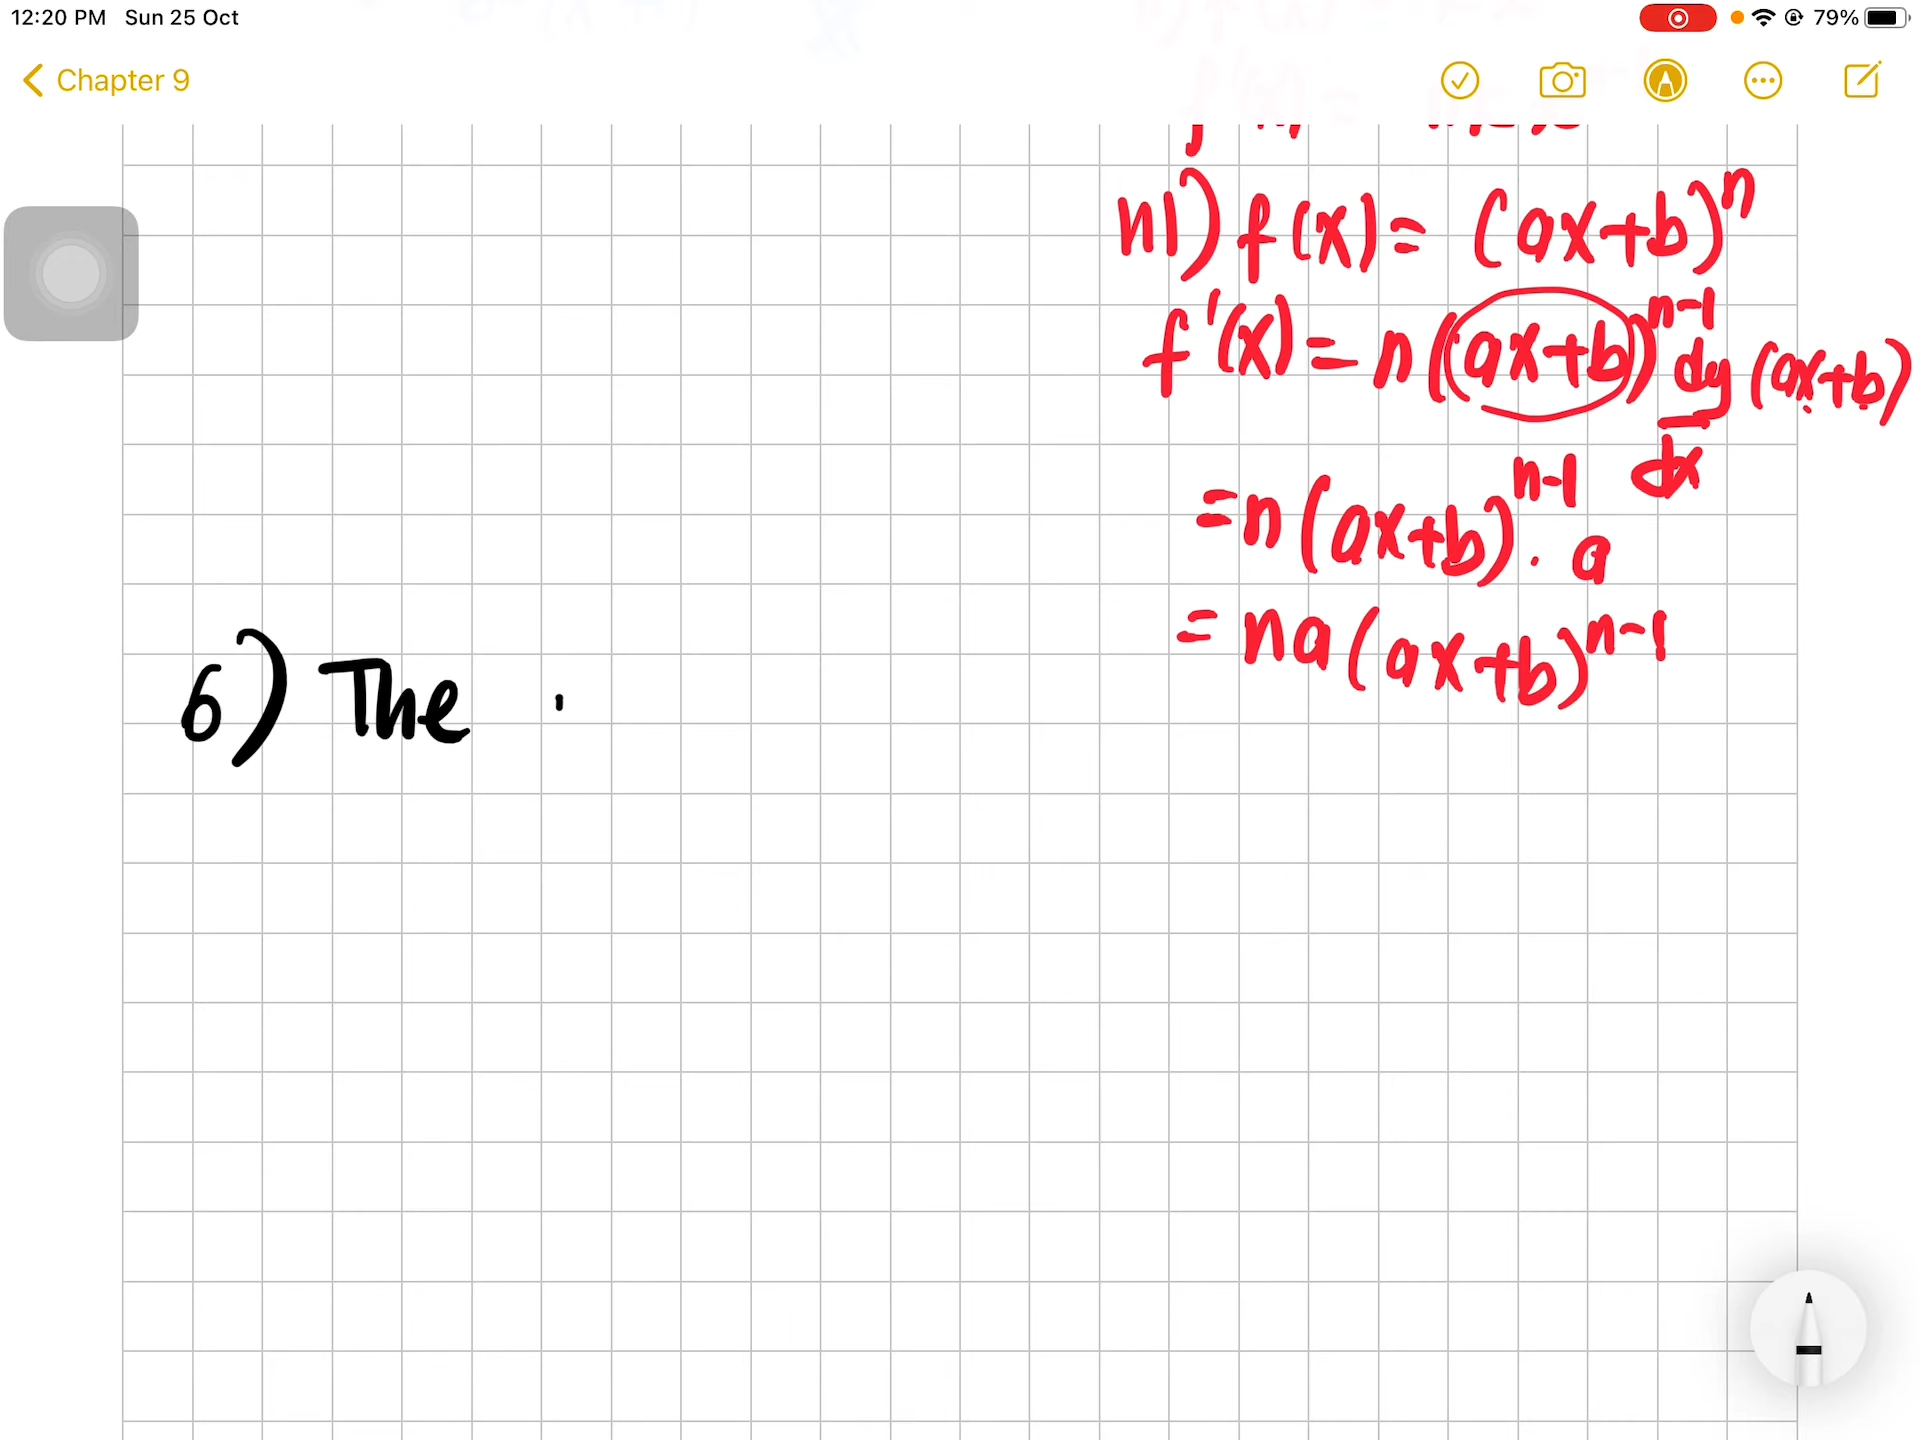 12:20 PM Sun 25 Oct
79%
Chapter 9
n1) f(x) = (ax+b)^n
f'(x) = n((ax+b))^n-1 dy/dx (ax+b)
= n(ax+b)^n-1 . a
= na(ax+b)^n-1
6) The